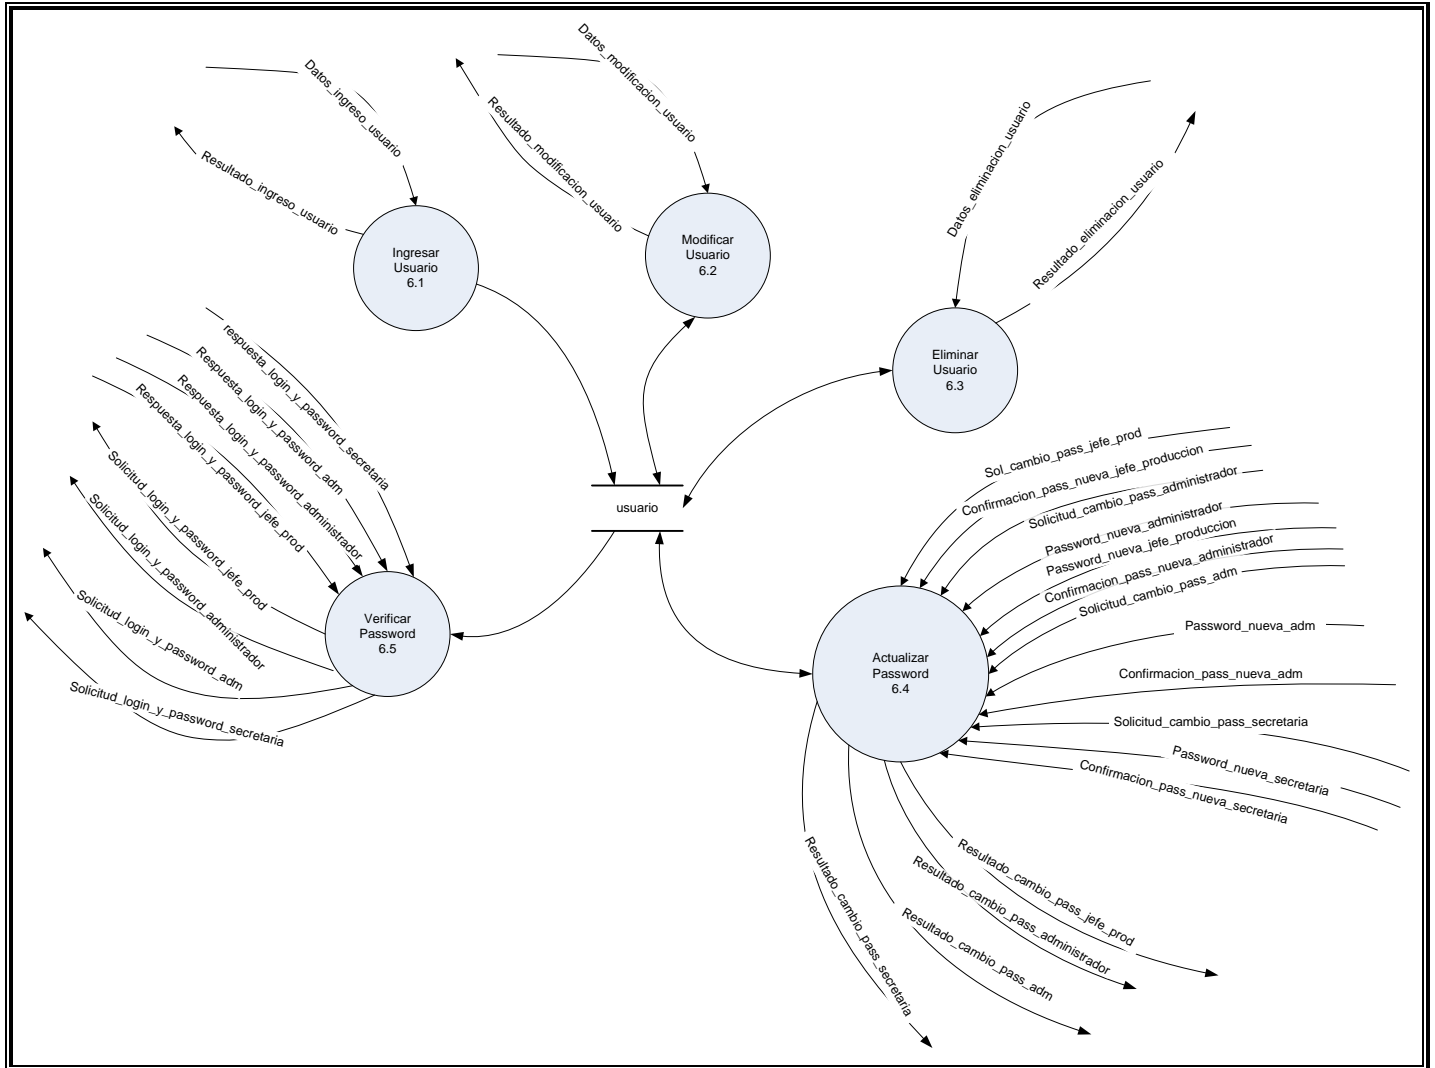 Datos_ingreso_usuario
Resultado_ingreso_usuario
Datos_modificacion_usuario
Resultado_modificacion_usuario
Datos_eliminacion_usuario
Resultado_eliminacion_usuario
Ingresar
Usuario
6.1
Modificar
Usuario
6.2
Eliminar
Usuario
6.3
respuesta_login_y_password_secretaria
Respuesta_login_y_password_adm
Respuesta_login_y_password_administrador
Respuesta_login_y_password_jefe_prod
Solicitud_login_y_password_jefe_prod
Solicitud_login_y_password_administrador
Solicitud_login_y_password_adm
Solicitud_login_y_password_secretaria
usuario
Verificar
Password
6.5
Sol_cambio_pass_jefe_prod
Confirmacion_pass_nueva_jefe_produccion
Solicitud_cambio_pass_administrador
Password_nueva_administrador
Password_nueva_jefe_produccion
Confirmacion_pass_nueva_administrador
Solicitud_cambio_pass_adm
Password_nueva_adm
Confirmacion_pass_nueva_adm
Solicitud_cambio_pass_secretaria
Password_nueva_secretaria
Confirmacion_pass_nueva_secretaria
Actualizar
Password
6.4
Resultado_cambio_pass_jefe_prod
Resultado_cambio_pass_administrador
Resultado_cambio_pass_adm
Resultado_cambio_pass_secretaria